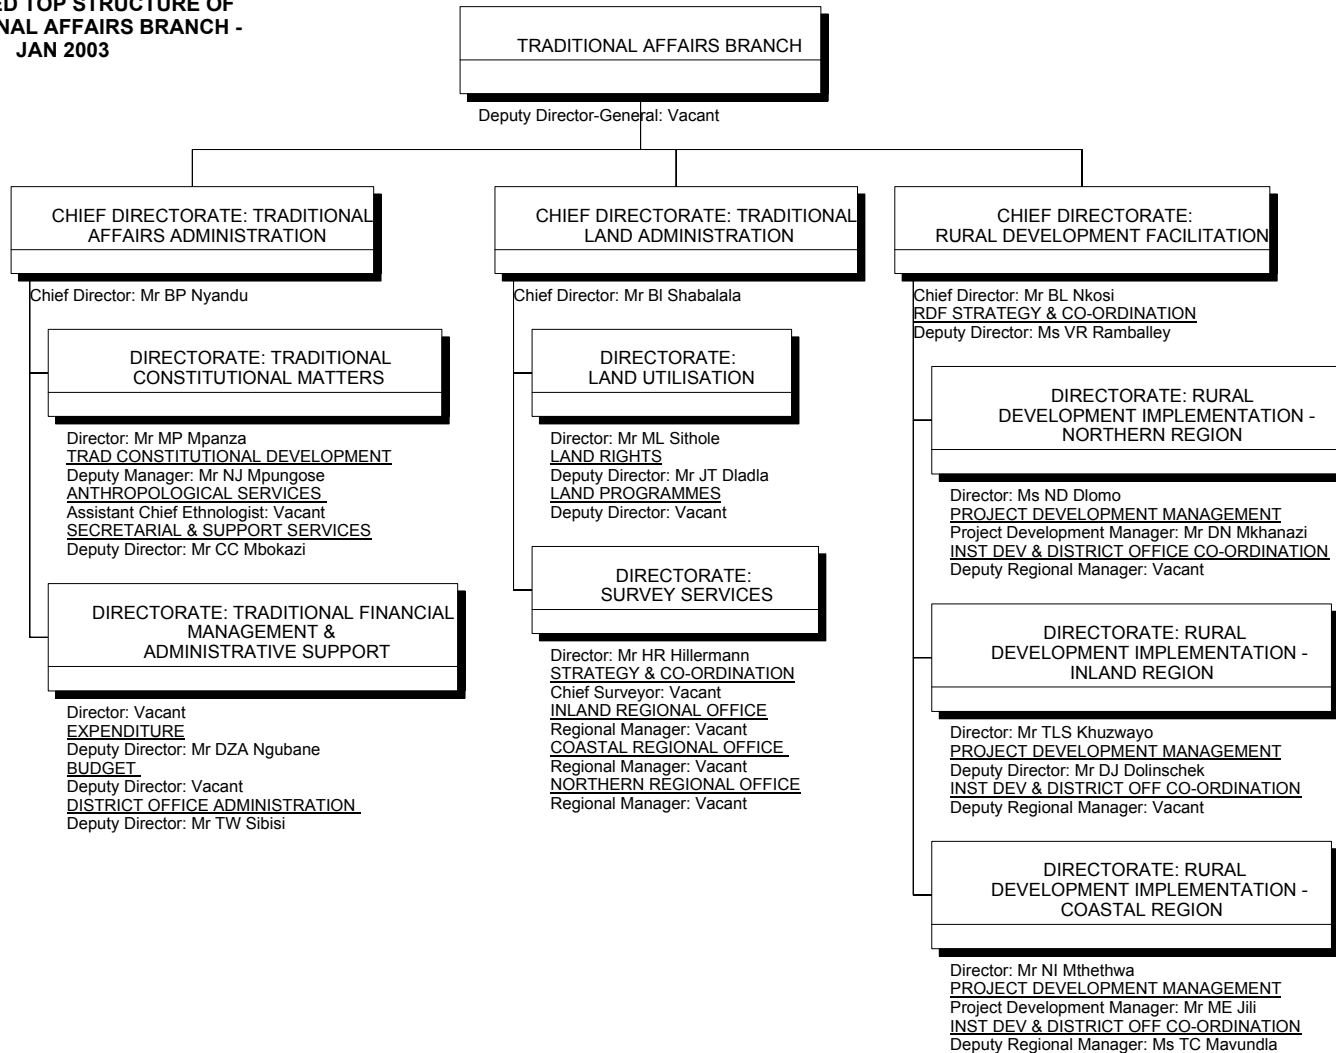 TOP STRUCTURE OF
AFFAIRS BRANCH -
JAN 2003
TRADITIONAL AFFAIRS BRANCH
Deputy Director-General: Vacant
CHIEF DIRECTORATE: TRADITIONAL
AFFAIRS ADMINISTRATION
Chief Director: Mr BP Nyandu
DIRECTORATE: TRADITIONAL
CONSTITUTIONAL MATTERS
Director: Mr MP Mpanza
TRAD CONSTITUTIONAL DEVELOPMENT
Deputy Manager: Mr NJ Mpungose
ANTHROPOLOGICAL SERVICES
Assistant Chief Ethnologist: Vacant
SECRETARIAL & SUPPORT SERVICES
Deputy Director: Mr CC Mbokazi
DIRECTORATE: TRADITIONAL FINANCIAL
MANAGEMENT &
ADMINISTRATIVE SUPPORT
Director: Vacant
EXPENDITURE
Deputy Director: Mr DZA Ngubane
BUDGET
Deputy Director: Vacant
DISTRICT OFFICE ADMINISTRATION
Deputy Director: Mr TW Sibisi
CHIEF DIRECTORATE: TRADITIONAL
LAND ADMINISTRATION
Chief Director: Mr BI Shabalala
DIRECTORATE:
LAND UTILISATION
Director: Mr ML Sithole
LAND RIGHTS
Deputy Director: Mr JT Dladla
LAND PROGRAMMES
Deputy Director: Vacant
DIRECTORATE:
SURVEY SERVICES
Director: Mr HR Hillermann
STRATEGY & CO-ORDINATION
Chief Surveyor: Vacant
INLAND REGIONAL OFFICE
Regional Manager: Vacant
COASTAL REGIONAL OFFICE
Regional Manager: Vacant
NORTHERN REGIONAL OFFICE
Regional Manager: Vacant
CHIEF DIRECTORATE:
RURAL DEVELOPMENT FACILITATION
Chief Director: Mr BL Nkosi
RDF STRATEGY & CO-ORDINATION
Deputy Director: Ms VR Ramballey
DIRECTORATE: RURAL
DEVELOPMENT IMPLEMENTATION -
NORTHERN REGION
Director: Ms ND Dlomo
PROJECT DEVELOPMENT MANAGEMENT
Project Development Manager: Mr DN Mkhanazi
INST DEV & DISTRICT OFFICE CO-ORDINATION
Deputy Regional Manager: Vacant
DIRECTORATE: RURAL
DEVELOPMENT IMPLEMENTATION -
INLAND REGION
Director: Mr TLS Khuzwayo
PROJECT DEVELOPMENT MANAGEMENT
Deputy Director: Mr DJ Dolinschek
INST DEV & DISTRICT OFF CO-ORDINATION
Deputy Regional Manager: Vacant
DIRECTORATE: RURAL
DEVELOPMENT IMPLEMENTATION -
COASTAL REGION
Director: Mr NI Mthethwa
PROJECT DEVELOPMENT MANAGEMENT
Project Development Manager: Mr ME Jili
INST DEV & DISTRICT OFF CO-ORDINATION
Deputy Regional Manager: Ms TC Mavundla